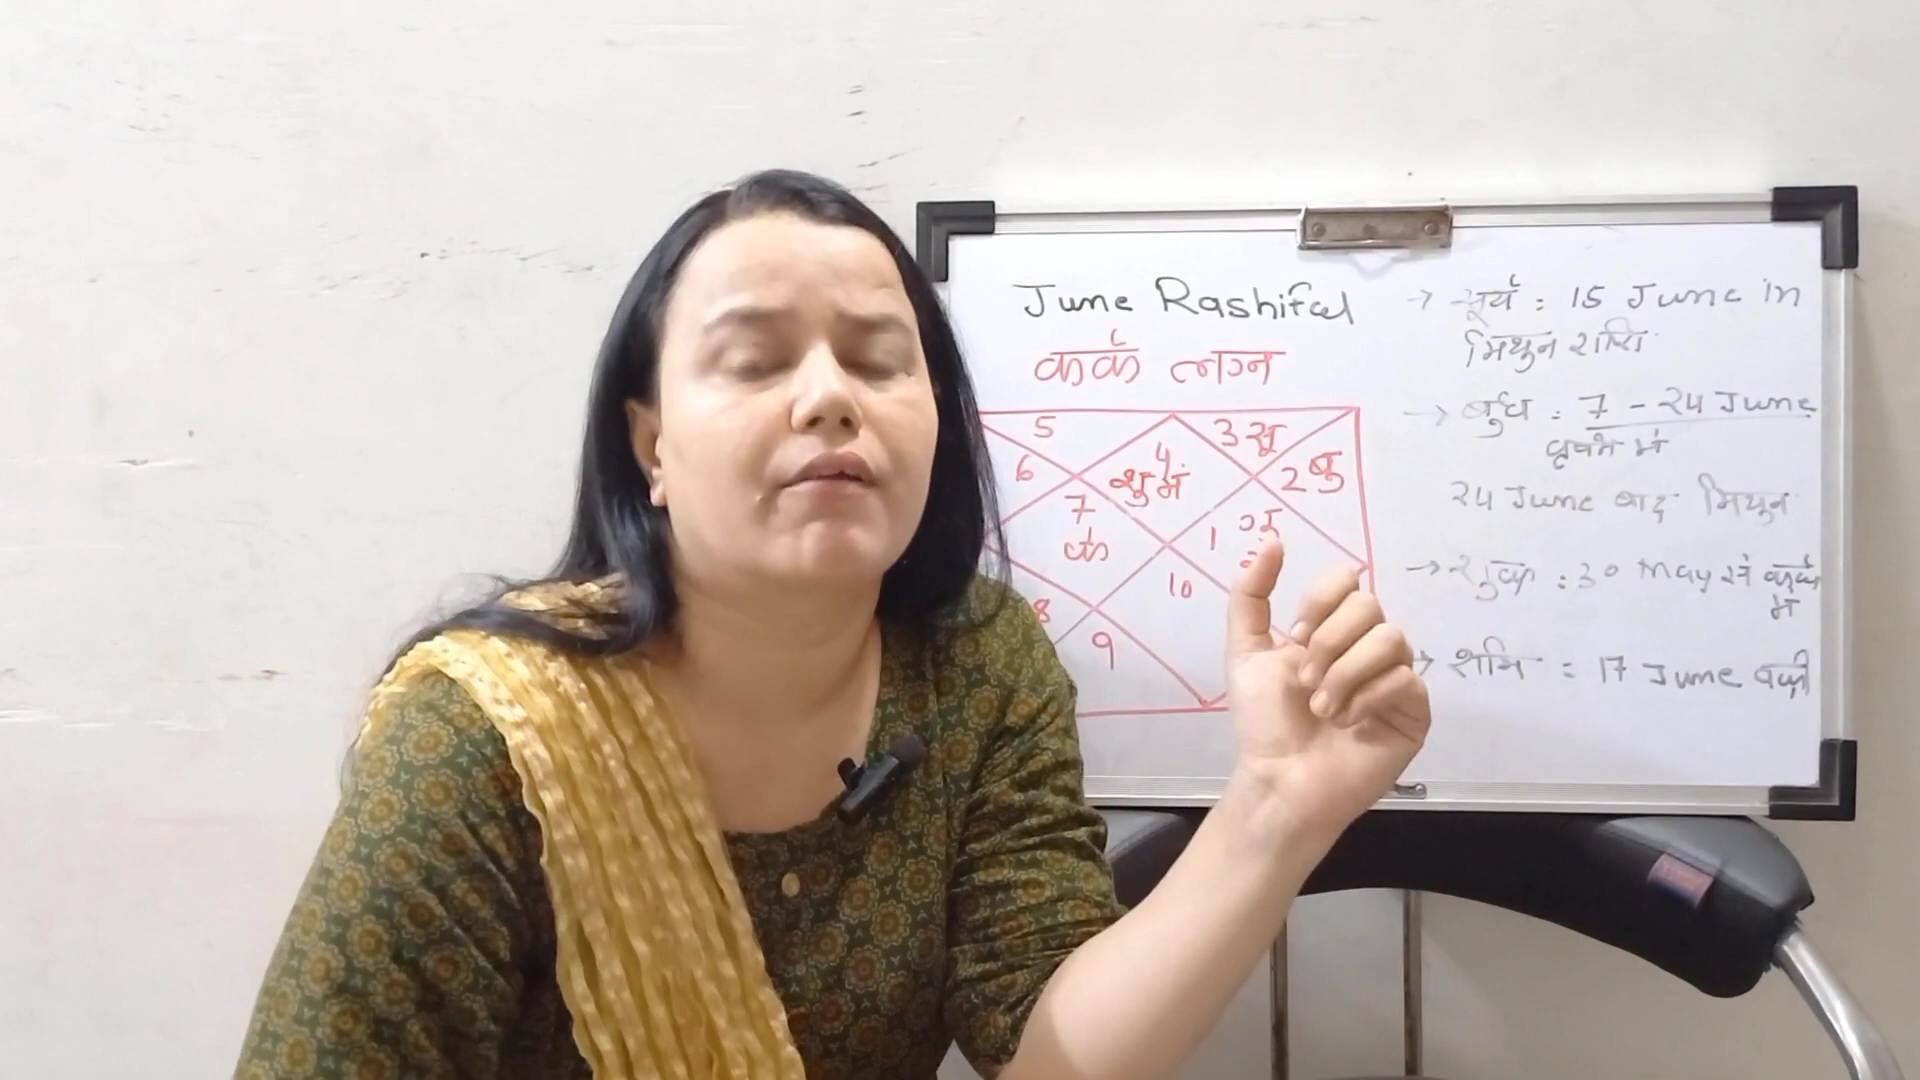 June Rashifal
कर्क लग्न
5
3 सू
4
शु मं
2 बु
6
7
के
1
10
8
9
→ सूर्य : 15 June in
मिथुन राशि
→ बुध : 7 - 24 June
वृषभ में
24 June बाद मिथुन
→ शुक्र : 30 May से कर्क
में
→ शनि = 17 June वक्री